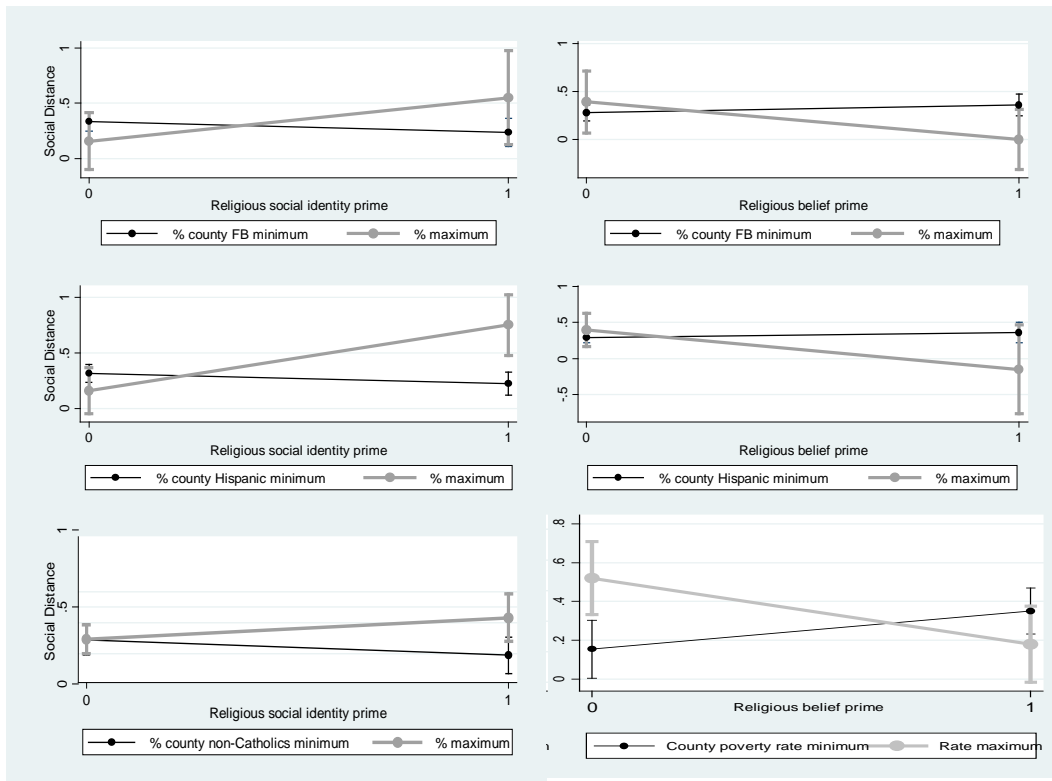 Social Distance
1
.5
0
0
1
Religious social identity prime
% county FB minimum
% maximum
1
.5
0
0
1
Religious belief prime
% county FB minimum
% maximum
Social Distance
1
.5
0
0
1
Religious social identity prime
% county Hispanic minimum
% maximum
1
.5
0
-.5
0
1
Religious belief prime
% county Hispanic minimum
% maximum
Social Distance
1
.5
0
0
1
Religious social identity prime
% county non-Catholics minimum
% maximum
.8
.6
.4
.2
0
0
1
Religious belief prime
County poverty rate minimum
Rate maximum